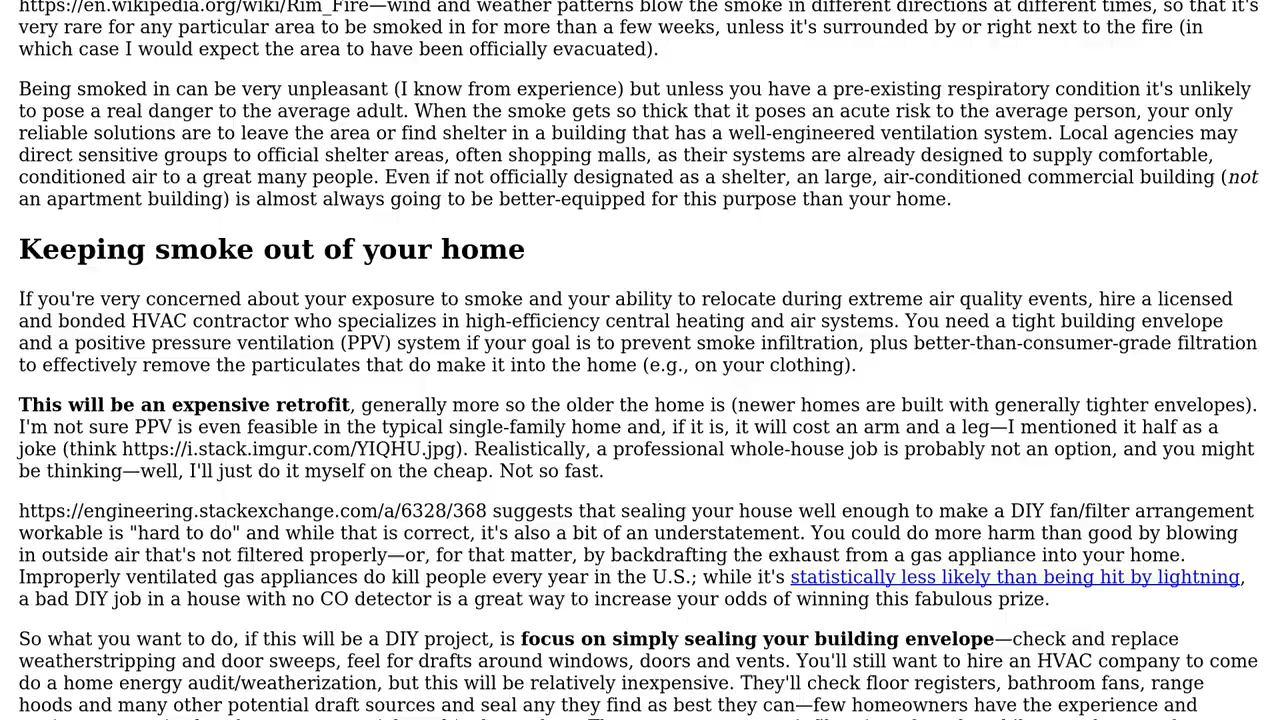 https://en.wikipedia.org/wiki/Rim_Fire—wind and weather patterns blow the smoke in different directions at different times, so that it's
very rare for any particular area to be smoked in for more than a few weeks, unless it's surrounded by or right next to the fire (in
which case I would expect the area to have been officially evacuated).
Being smoked in can be very unpleasant (I know from experience) but unless you have a pre-existing respiratory condition it's unlikely
to pose a real danger to the average adult. When the smoke gets so thick that it poses an acute risk to the average person, your only
reliable solutions are to leave the area or find shelter in a building that has a well-engineered ventilation system. Local agencies may
direct sensitive groups to official shelter areas, often shopping malls, as their systems are already designed to supply comfortable,
conditioned air to a great many people. Even if not officially designated as a shelter, an large, air-conditioned commercial building (not
an apartment building) is almost always going to be better-equipped for this purpose than your home.
Keeping smoke out of your home
If you're very concerned about your exposure to smoke and your ability to relocate during extreme air quality events, hire a licensed
and bonded HVAC contractor who specializes in high-efficiency central heating and air systems. You need a tight building envelope
and a positive pressure ventilation (PPV) system if your goal is to prevent smoke infiltration, plus better-than-consumer-grade filtration
to effectively remove the particulates that do make it into the home (e.g., on your clothing).
This will be an expensive retrofit, generally more so the older the home is (newer homes are built with generally tighter envelopes).
I'm not sure PPV is even feasible in the typical single-family home and, if it is, it will cost an arm and a leg—I mentioned it half as a
joke (think https://i.stack.imgur.com/YIQHU.jpg). Realistically, a professional whole-house job is probably not an option, and you might
be thinking—well, I'll just do it myself on the cheap. Not so fast.
https://engineering.stackexchange.com/a/6328/368 suggests that sealing your house well enough to make a DIY fan/filter arrangement
workable is "hard to do" and while that is correct, it's also a bit of an understatement. You could do more harm than good by blowing
in outside air that's not filtered properly—or, for that matter, by backdrafting the exhaust from a gas appliance into your home.
Improperly ventilated gas appliances do kill people every year in the U.S.; while it's statistically less likely than being hit by lightning,
a bad DIY job in a house with no CO detector is a great way to increase your odds of winning this fabulous prize.
So what you want to do, if this will be a DIY project, is focus on simply sealing your building envelope—check and replace
weatherstripping and door sweeps, feel for drafts around windows, doors and vents. You'll still want to hire an HVAC company to come
do a home energy audit/weatherization, but this will be relatively inexpensive. They'll check floor registers, bathroom fans, range
hoods and many other potential draft sources and seal any they find as best they can—few homeowners have the experience and